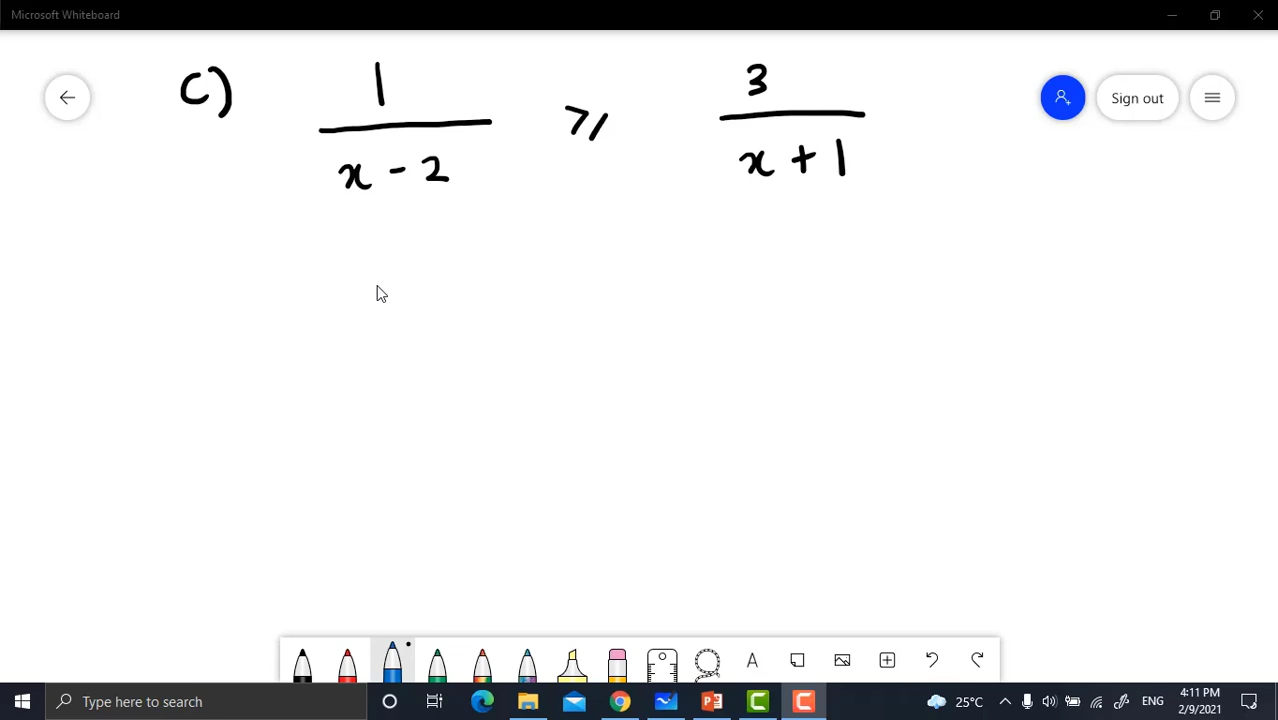 Microsoft Whiteboard
C) 1/(x - 2) ⩾ 3/(x + 1)
Sign out
A
Type here to search
25°C
ENG
4:11 PM
2/9/2021